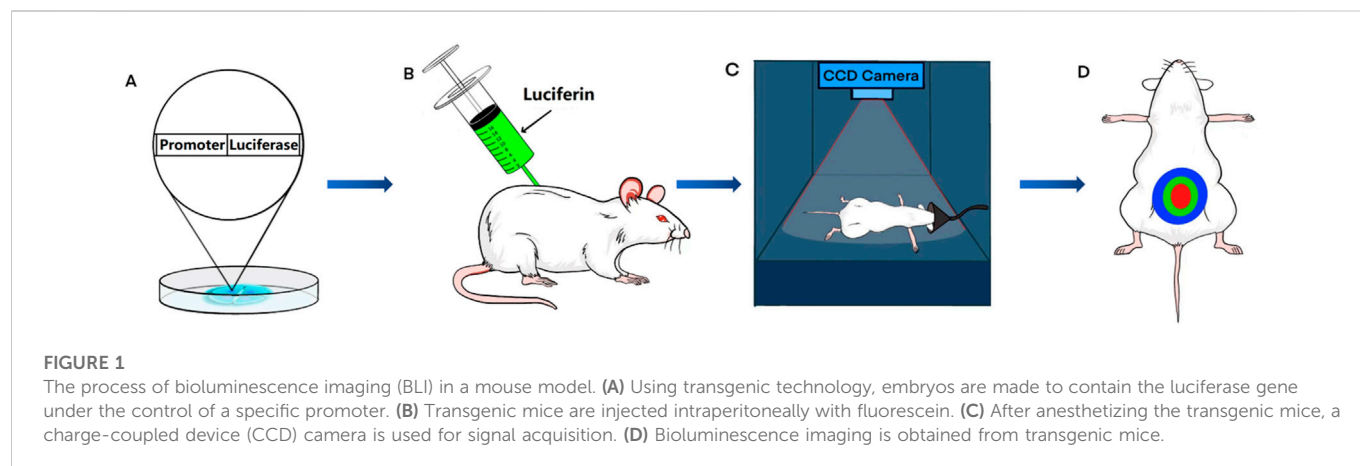 A
Promoter Luciferase
B
Luciferin
C
CCD Camera
D
FIGURE 1
The process of bioluminescence imaging (BLI) in a mouse model. (A) Using transgenic technology, embryos are made to contain the luciferase gene
under the control of a specific promoter. (B) Transgenic mice are injected intraperitoneally with fluorescein. (C) After anesthetizing the transgenic mice, a
charge-coupled device (CCD) camera is used for signal acquisition. (D) Bioluminescence imaging is obtained from transgenic mice.